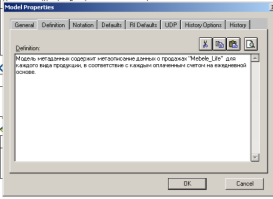 Model Properties
General Definition Notation Defaults RI Defaults UDP History Options History
Definition:
Модель метаданных содержит метаописание данных о продажах "Mebele_Life" для
каждого вида продукции, в соответствие с каждым оплаченным счетом на ежедневной
основе.
OK Cancel